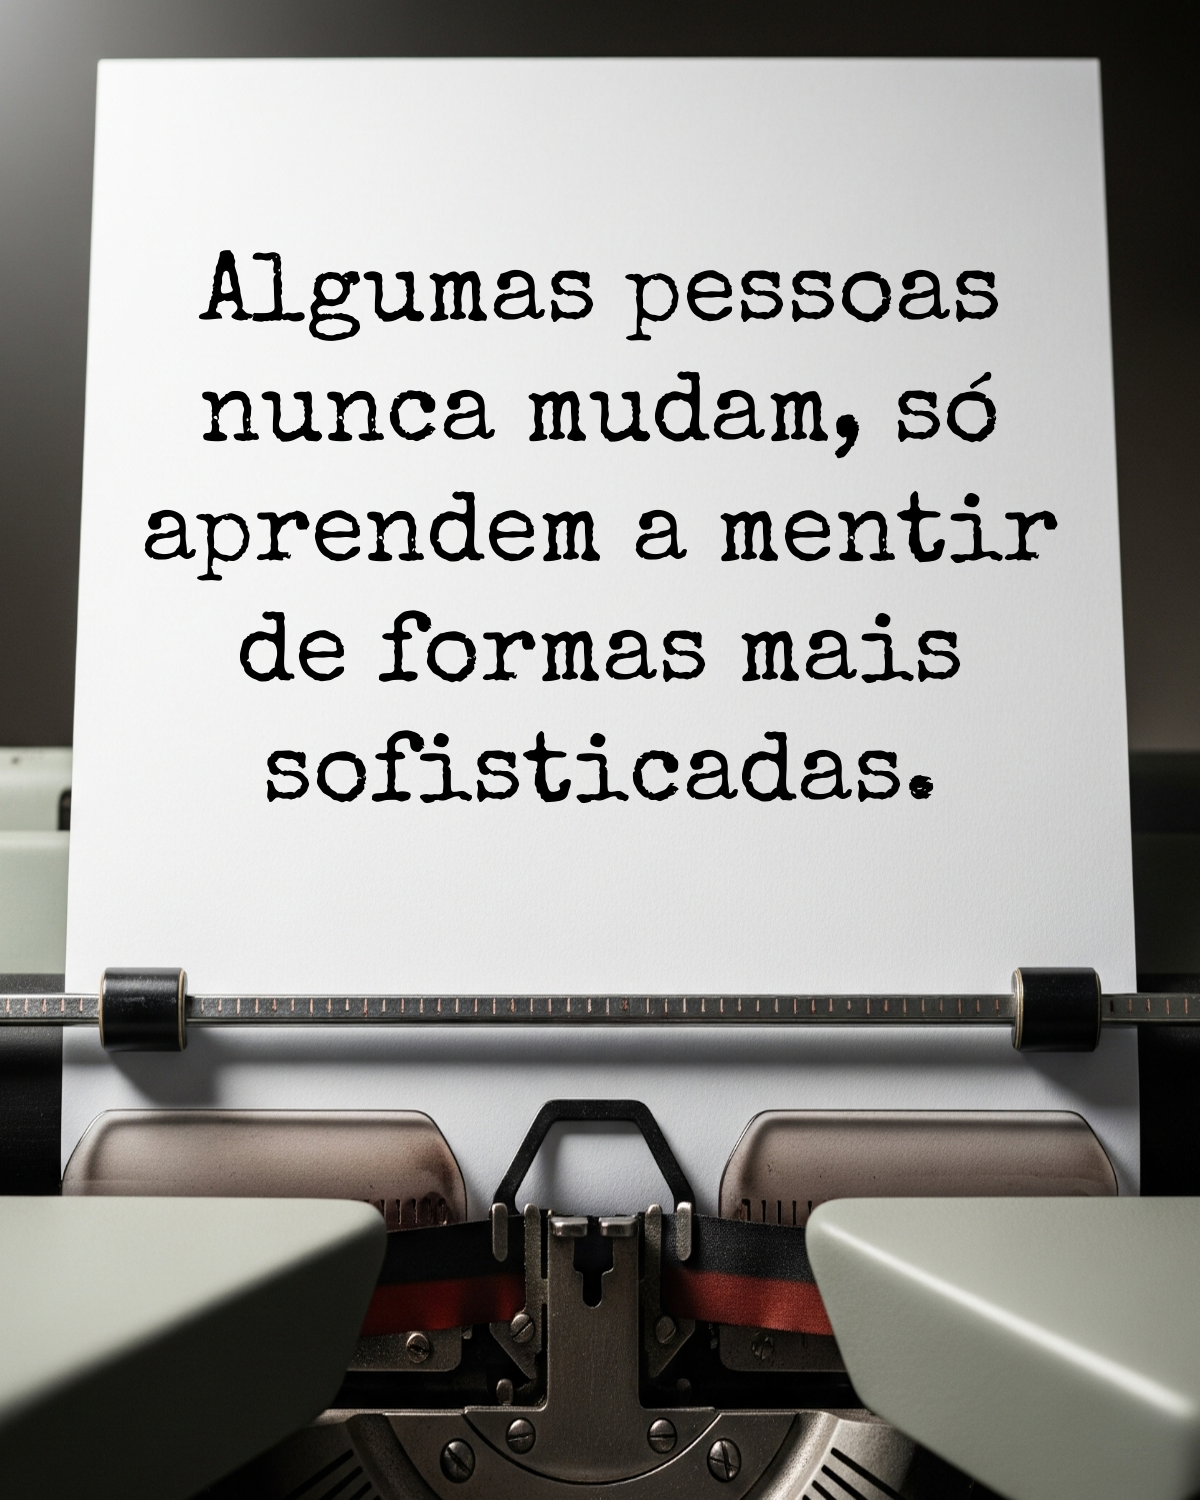 Algumas pessoas
nunca mudam, só
aprendem a mentir
de formas mais
sofisticadas.